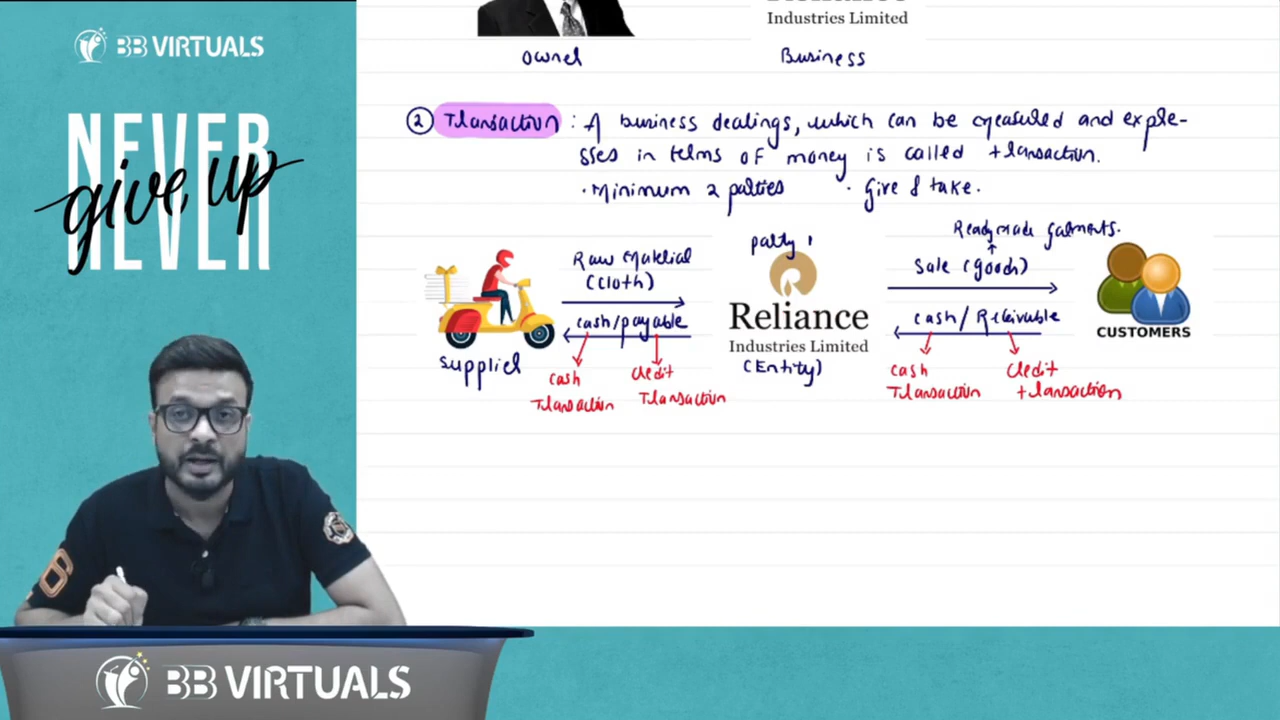 BB VIRTUALS
NEVER
give up
NEVER
Industries Limited
Owner
Business
② Transaction : A business dealings, which can be measured and expre-
sses in terms of money is called transaction.
· Minimum 2 parties · Give & take.
Party 1
Readymade garments.
Raw Material
(Cloth)
Sale (goods)
Cash/payable
Reliance
Industries Limited
Cash / Receivable
CUSTOMERS
Supplier
(Entity)
Cash
Transaction
Credit
Transaction
Cash
Transaction
Credit
transaction
BB VIRTUALS